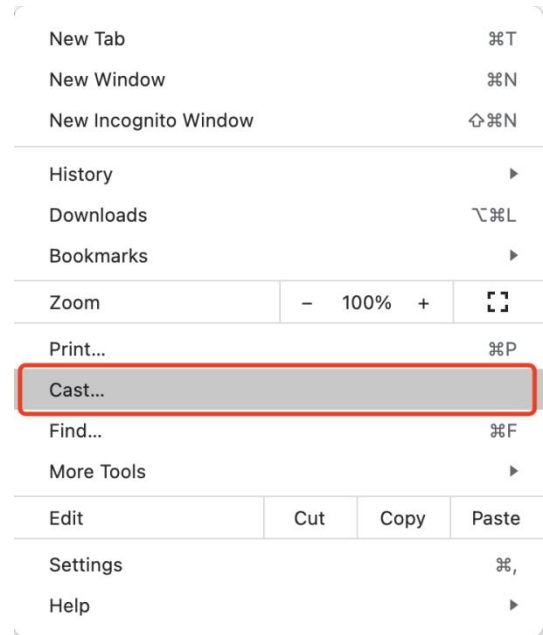 New Tab ⌘T
New Window ⌘N
New Incognito Window ⇧⌘N
History
Downloads ⌥⌘L
Bookmarks
Zoom − 100% +
Print... ⌘P
Cast...
Find... ⌘F
More Tools
Edit Cut Copy Paste
Settings ⌘,
Help